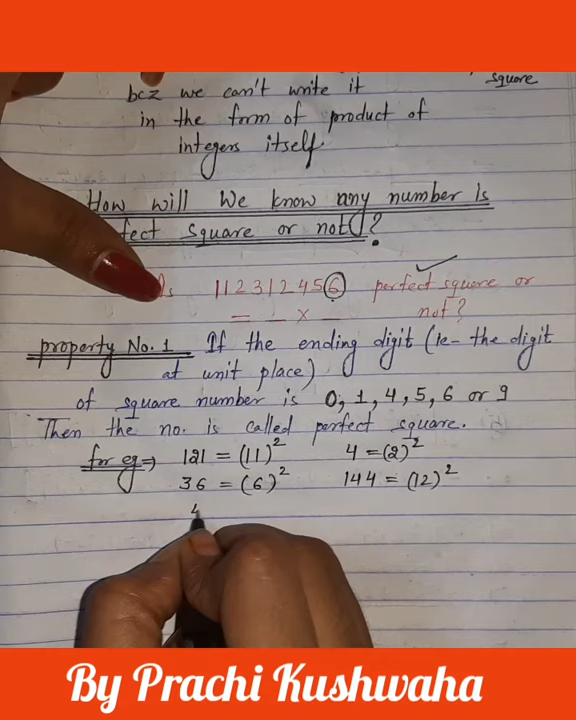 square
bcz we can't write it
in the form of product of
integers itself
How will We know any number is
fect square or not?
Is 112312456 perfect square or
= _ x _ not?
property No. 1 If the ending digit (ie- the digit
at unit place)
of square number is 0, 1, 4, 5, 6 or 9
Then the no. is called perfect square.
for eg ⇒ 121 = (11)² 4 = (2)²
36 = (6)² 144 = (12)²
By Prachi Kushwaha